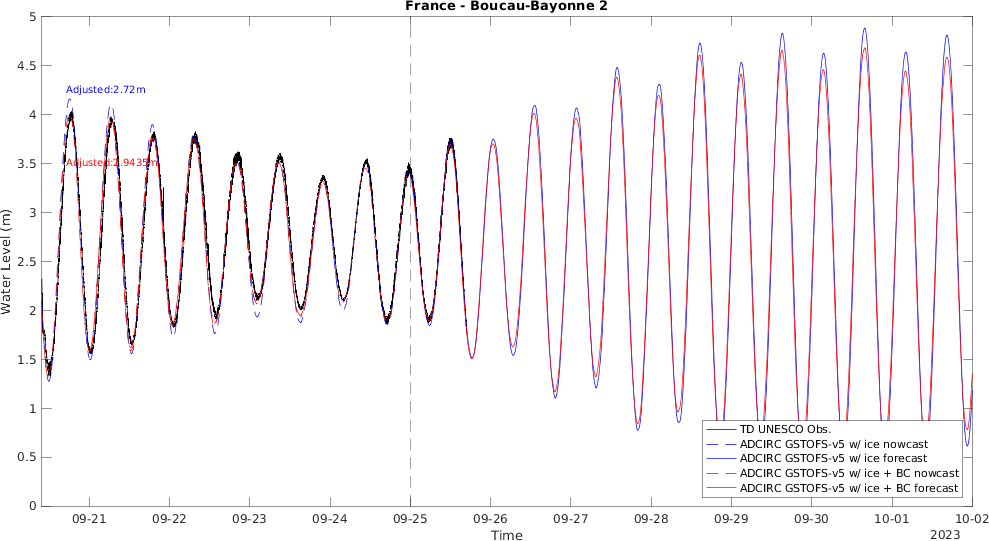 France - Boucau-Bayonne 2
5
4.5
4
3.5
3
2.5
2
1.5
1
0.5
0
Water Level (m)
Adjusted:2.72m
Adjusted:2.9435m
TD UNESCO Obs.
ADCIRC GSTOFS-v5 w/ ice nowcast
ADCIRC GSTOFS-v5 w/ ice forecast
ADCIRC GSTOFS-v5 w/ ice + BC nowcast
ADCIRC GSTOFS-v5 w/ ice + BC forecast
09-21 09-22 09-23 09-24 09-25 09-26 09-27 09-28 09-29 09-30 10-01 10-02
Time
2023